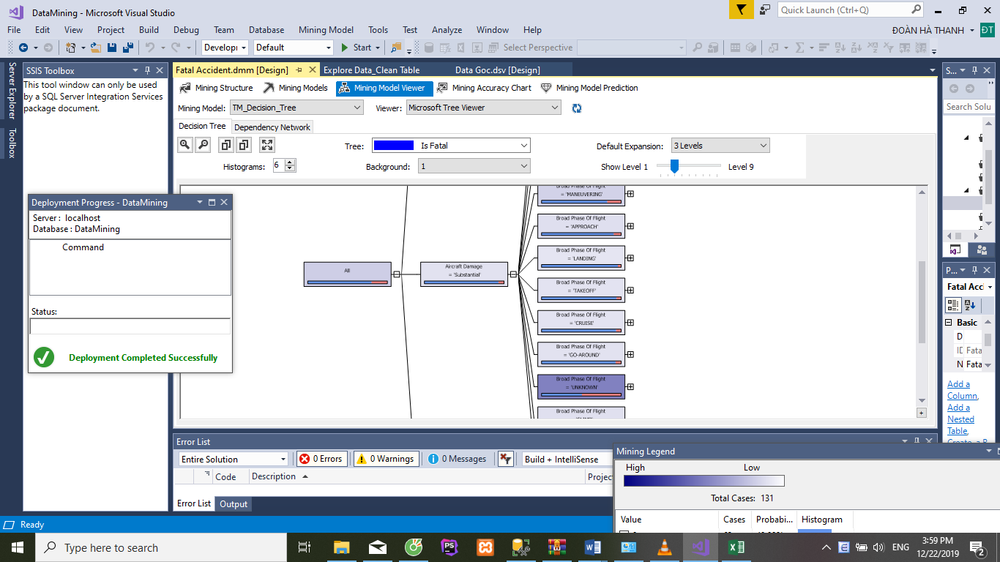 DataMining - Microsoft Visual Studio
Quick Launch (Ctrl+Q)
File Edit View Project Build Debug Team Database Mining Model Tools Test Analyze Window Help
ĐOÀN HÀ THANH ĐT
Develop Default Start Select Perspective
Server Explorer
Toolbox
SSIS Toolbox
This tool window can only be used
by a SQL Server Integration Services
package document.
Fatal Accident.dmm [Design] Explore Data_Clean Table Data Goc.dsv [Design]
Mining Structure Mining Models Mining Model Viewer Mining Accuracy Chart Mining Model Prediction
Mining Model: TM_Decision_Tree Viewer: Microsoft Tree Viewer
Decision Tree Dependency Network
Tree: Is Fatal Default Expansion: 3 Levels
Histograms: 6 Background: 1 Show Level 1 Level 9
Broad Phase Of Flight
= 'MANEUVERING'
Broad Phase Of Flight
= 'APPROACH'
Broad Phase Of Flight
= 'LANDING'
All
Aircraft Damage
= 'Substantial'
Broad Phase Of Flight
= 'TAKEOFF'
Broad Phase Of Flight
= 'CRUISE'
Broad Phase Of Flight
= 'GO-AROUND'
Broad Phase Of Flight
= 'UNKNOWN'
Broad Phase Of Flight
Deployment Progress - DataMining
Server : localhost
Database : DataMining
Command
Status:
Deployment Completed Successfully
S...
Search Solu
P...
Fatal Acci
Basic
D
ID Fata
N Fata
Add a
Column,
Add a
Nested
Table,
Error List
Entire Solution 0 Errors 0 Warnings 0 Messages Build + IntelliSense
Code Description Projec
Error List Output
Mining Legend
High Low
Total Cases: 131
Value Cases Probabi... Histogram
Ready
Type here to search
ENG
3:59 PM
12/22/2019
2